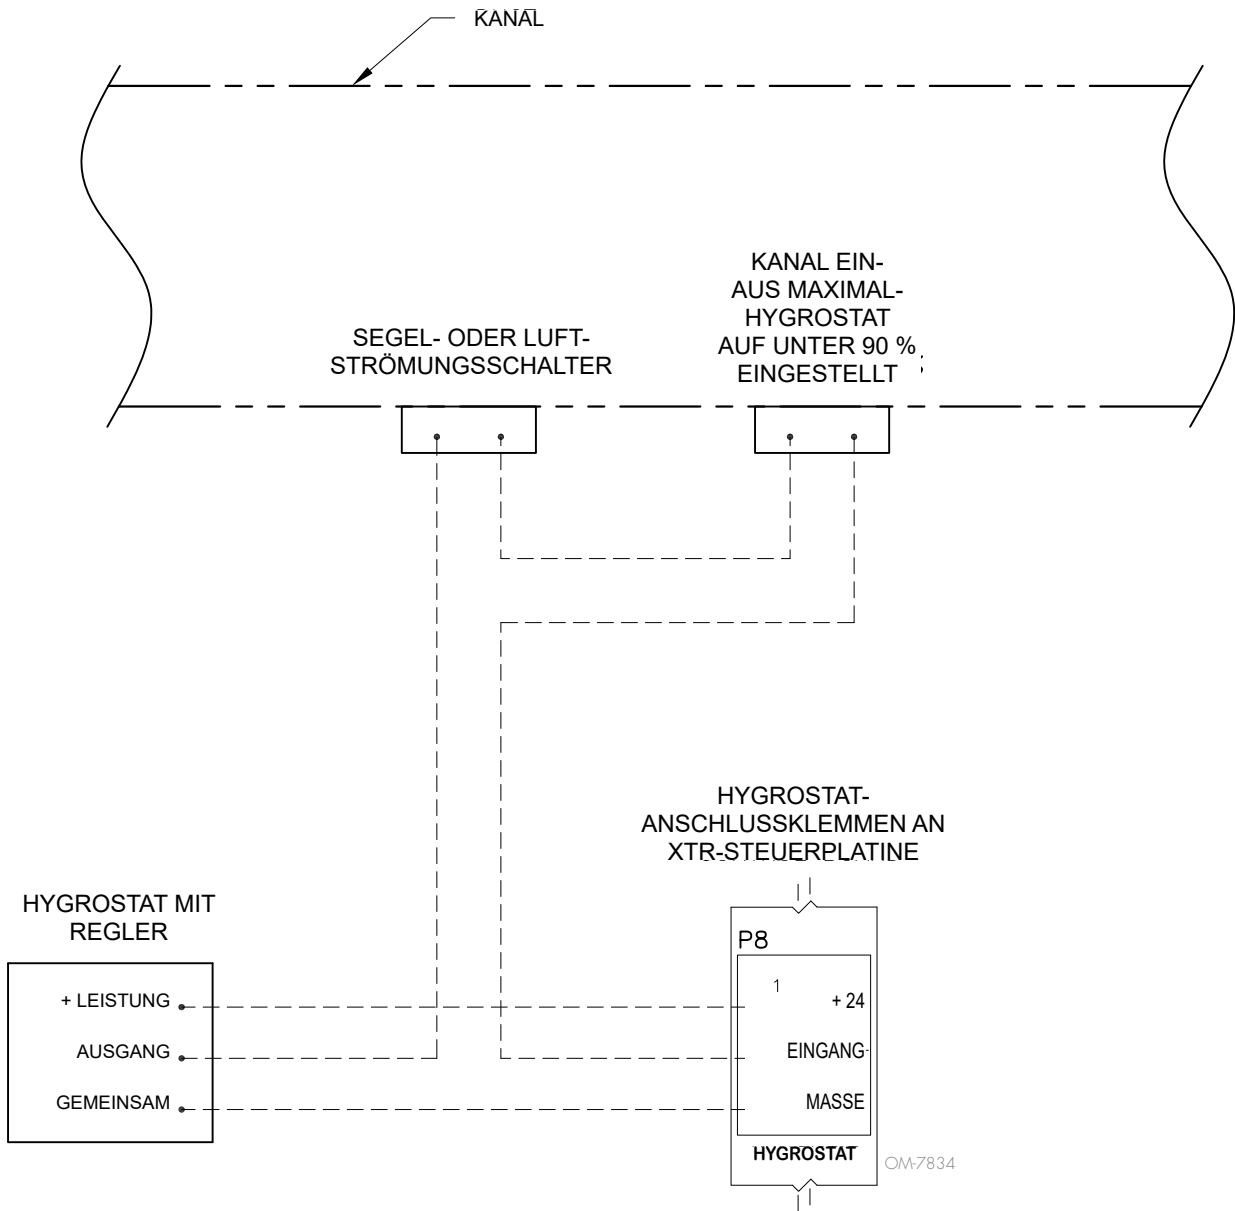 KANAL
KANAL EIN-
AUS MAXIMAL-
HYGROSTAT
AUF UNTER 90 %
EINGESTELLT
SEGEL- ODER LUFT-
STRÖMUNGSSCHALTER
HYGROSTAT-
ANSCHLUSSKLEMMEN AN
XTR-STEUERPLATINE
HYGROSTAT MIT
REGLER
+ LEISTUNG
AUSGANG
GEMEINSAM
P8
1
+ 24
EINGANG
MASSE
HYGROSTAT
OM-7834